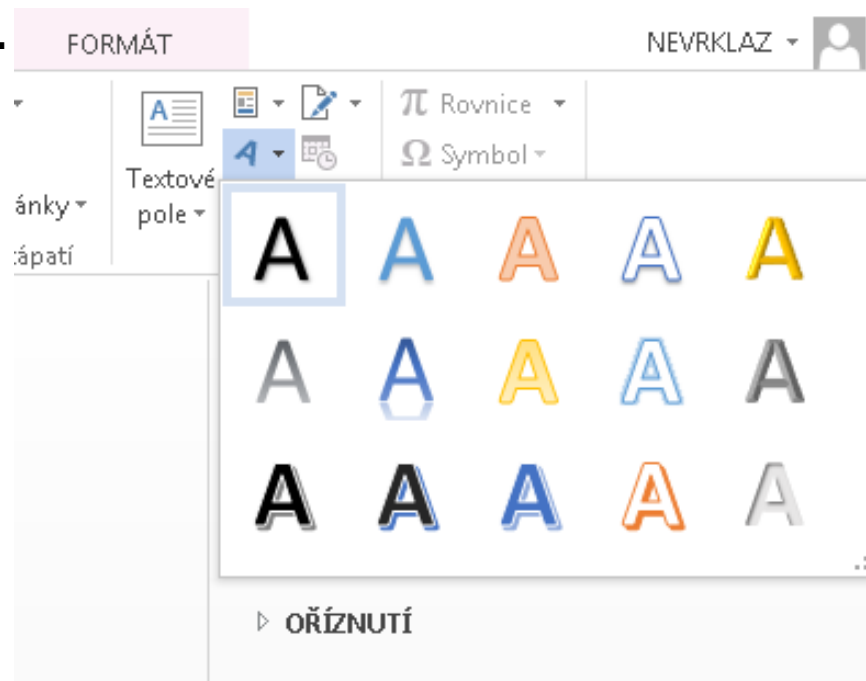 FORMÁT
NEVRKLAZ
π Rovnice
Ω Symbol
Textové
pole
ánky
ápatí
A A A A A
A A A A A
A A A A A
OŘÍZNUTÍ